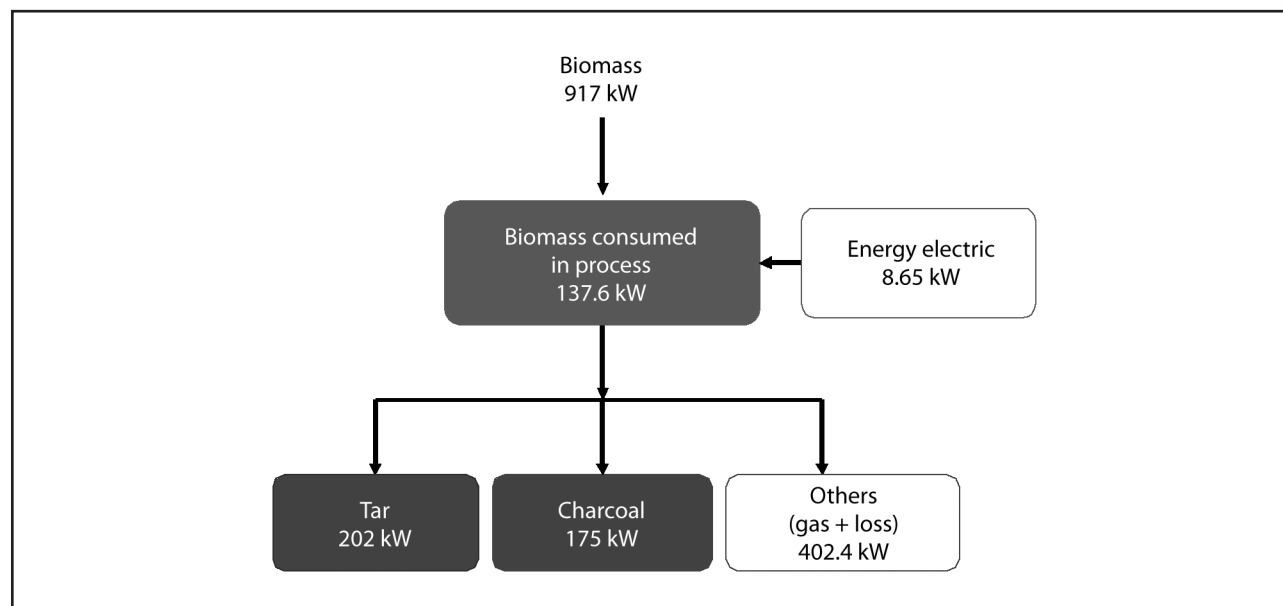 Biomass
917 kW
Biomass consumed
in process
137.6 kW
Energy electric
8.65 kW
Tar
202 kW
Charcoal
175 kW
Others
(gas + loss)
402.4 kW